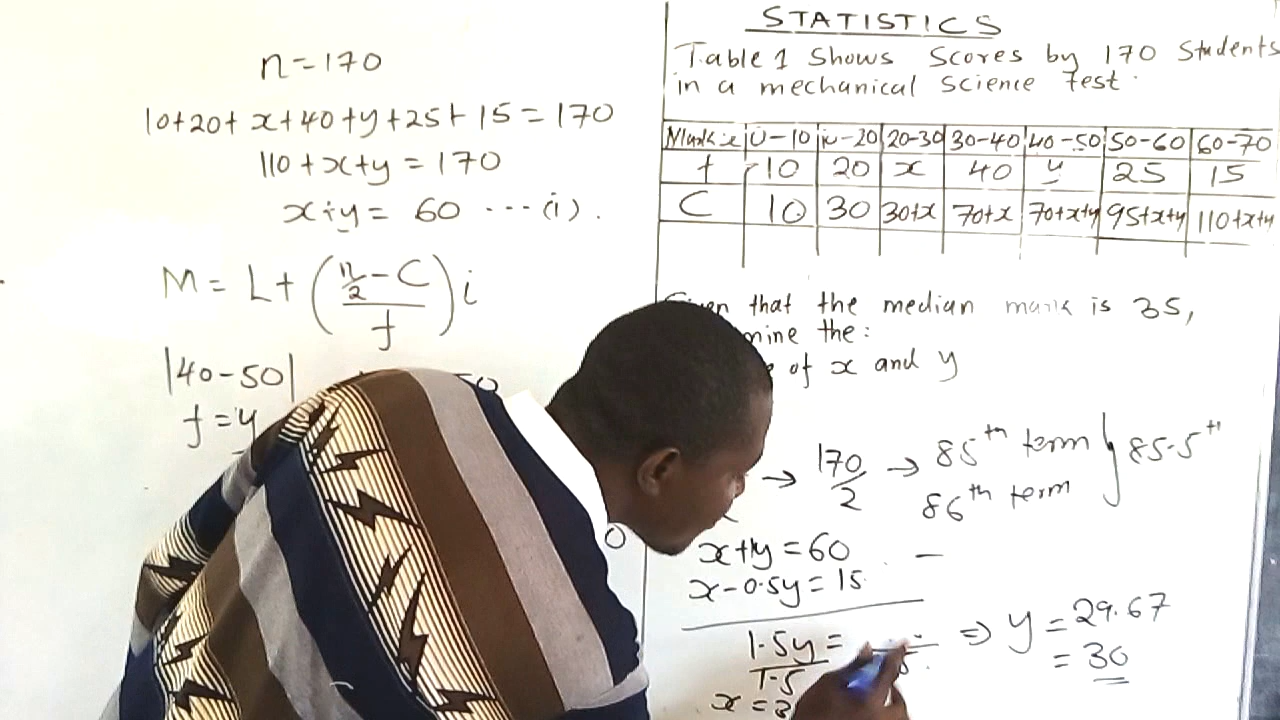 n=170
10+20+x+40+y+25+15=170
110+x+y=170
x+y= 60 ---(i).
M = L+ (n/2 - C / f) i
|40-50|
f=y
STATISTICS
Table 1 Shows Scores by 170 Students
in a mechanical Science test.
0-10 10-20 20-30 30-40 40-50 50-60 60-70
f 10 20 x 40 y 25 15
C 10 30 30+x 70+x 70+x+y 95+x+y 110+x+y
that the median mark is 35,
the:
of x and y
→ 170/2 → 85th term } 85.5th
86th term
x+y=60 —
x-0.5y=15
1.5y=
1.5
⇒ y = 29.67
= 30
x =3